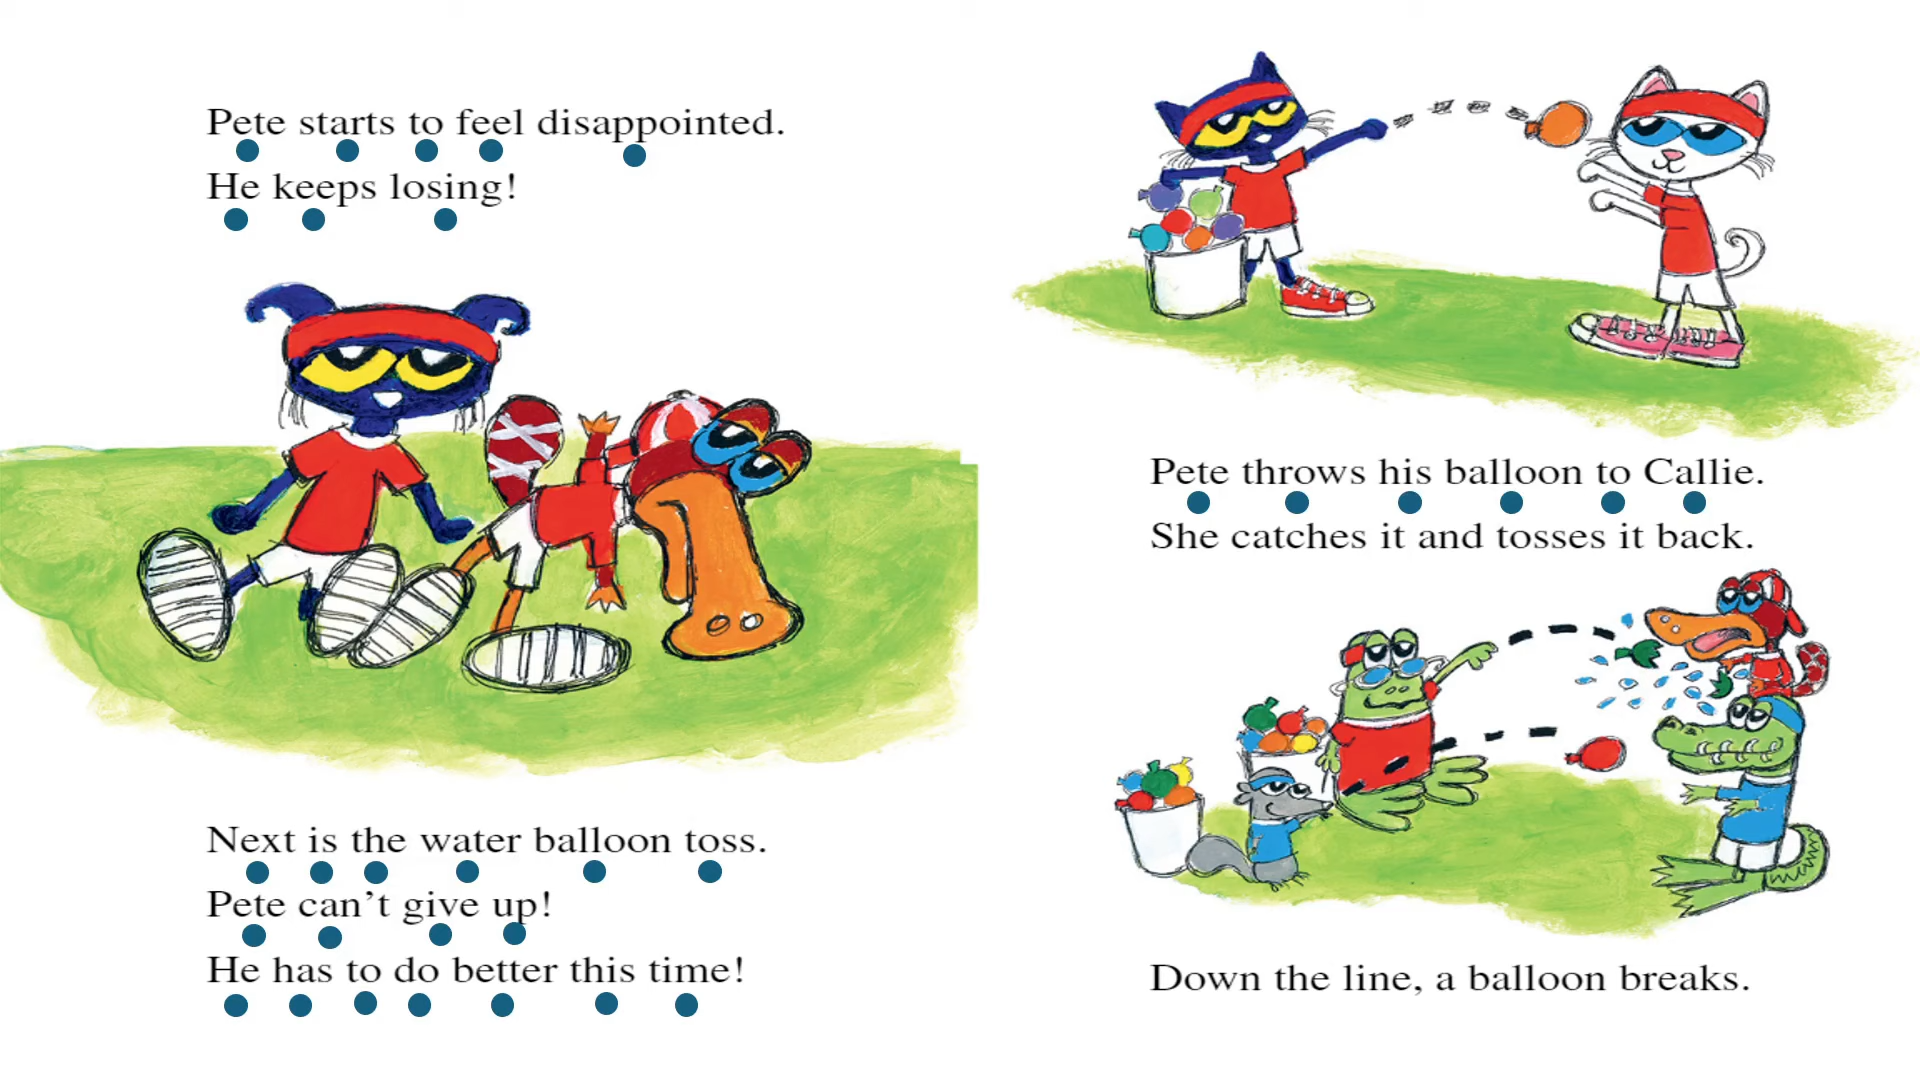 Pete starts to feel disappointed.
He keeps losing!
Next is the water balloon toss.
Pete can’t give up!
He has to do better this time!
Pete throws his balloon to Callie.
She catches it and tosses it back.
Down the line, a balloon breaks.